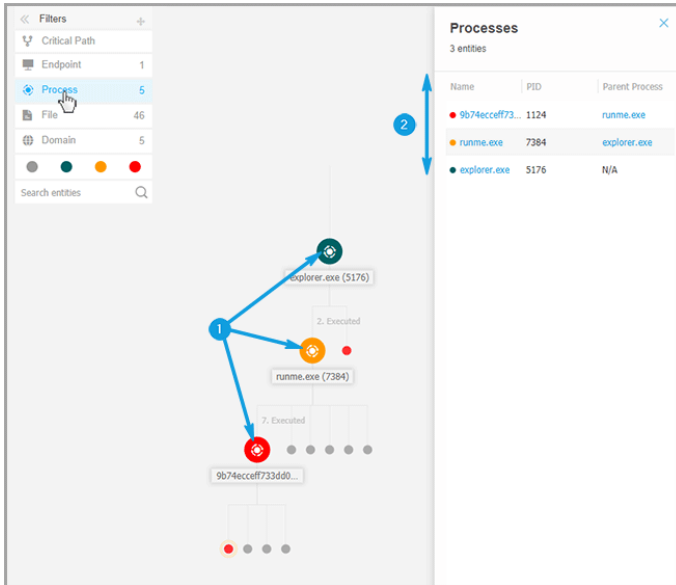 Filters
Critical Path
Endpoint 1
Process 5
File 46
Domain 5
Search entities
1
explorer.exe (5176)
2. Executed
runme.exe (7384)
7. Executed
9b74ecceff733dd0...
2
Processes
3 entities
Name PID Parent Process
9b74ecceff73... 1124 runme.exe
runme.exe 7384 explorer.exe
explorer.exe 5176 N/A